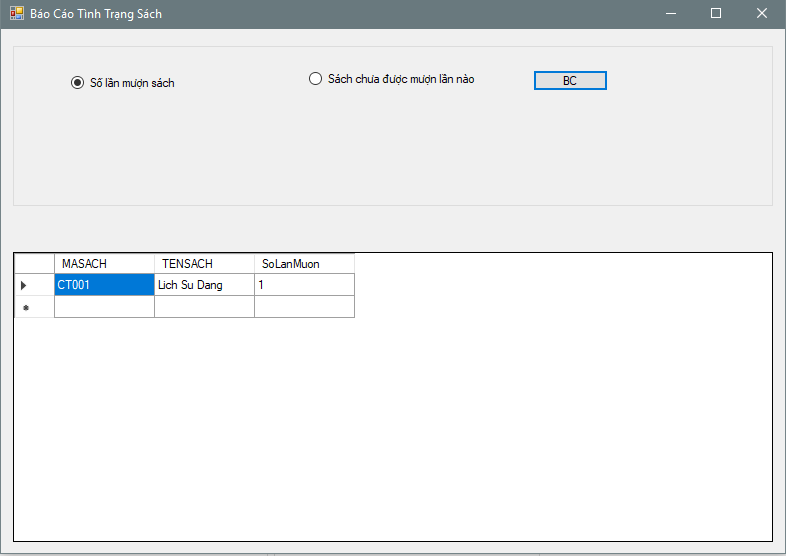 Báo Cáo Tình Trạng Sách
Số lần mượn sách
Sách chưa được mượn lần nào
BC
MASACH TENSACH SoLanMuon
CT001 Lich Su Dang 1